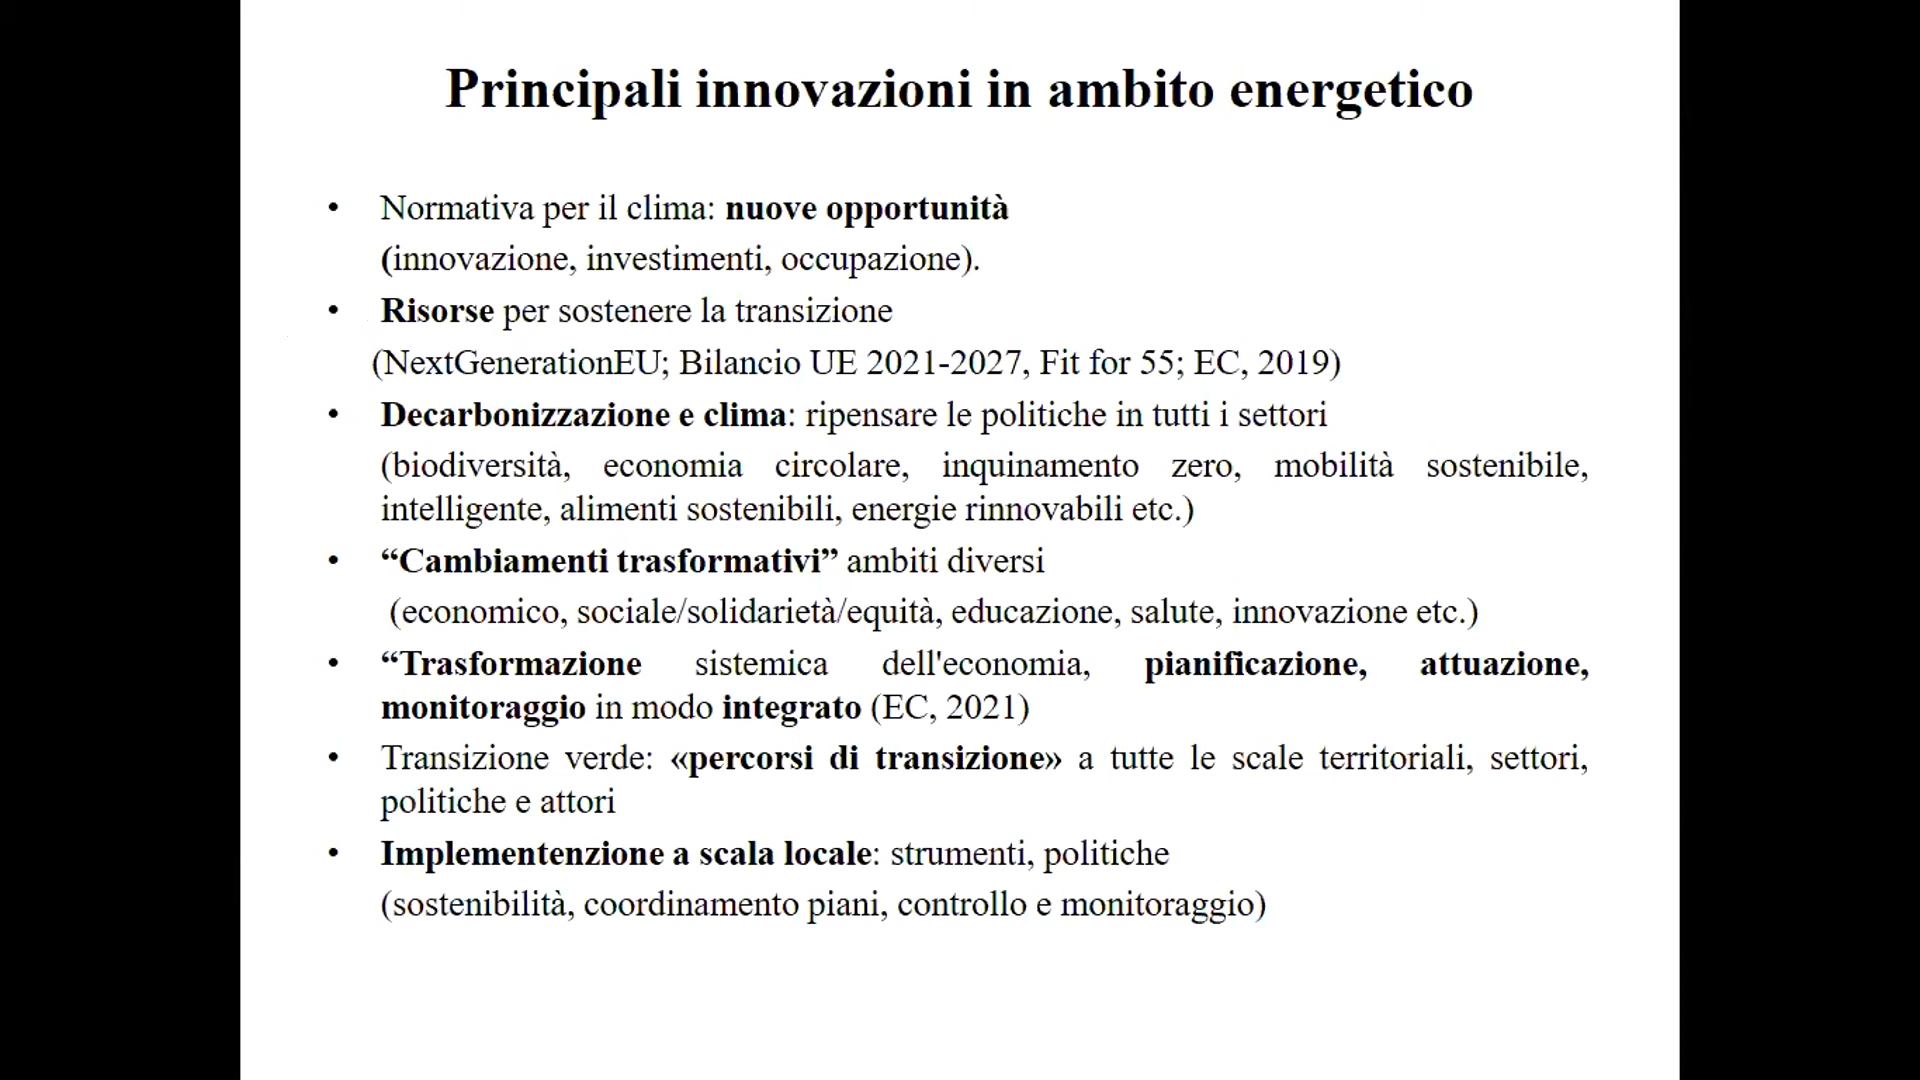 Principali innovazioni in ambito energetico
• Normativa per il clima: nuove opportunità
(innovazione, investimenti, occupazione).
• Risorse per sostenere la transizione
(NextGenerationEU; Bilancio UE 2021-2027, Fit for 55; EC, 2019)
• Decarbonizzazione e clima: ripensare le politiche in tutti i settori
(biodiversità, economia circolare, inquinamento zero, mobilità sostenibile,
intelligente, alimenti sostenibili, energie rinnovabili etc.)
• “Cambiamenti trasformativi” ambiti diversi
(economico, sociale/solidarietà/equità, educazione, salute, innovazione etc.)
• “Trasformazione sistemica dell'economia, pianificazione, attuazione,
monitoraggio in modo integrato (EC, 2021)
• Transizione verde: «percorsi di transizione» a tutte le scale territoriali, settori,
politiche e attori
• Implementenzione a scala locale: strumenti, politiche
(sostenibilità, coordinamento piani, controllo e monitoraggio)